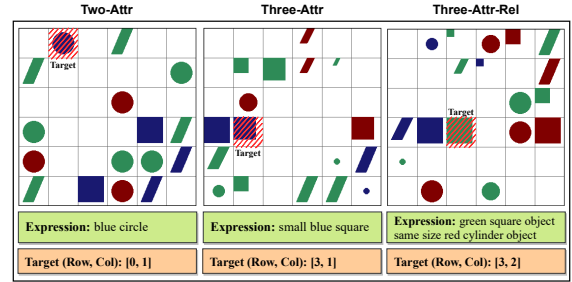 Two-Attr
Three-Attr
Three-Attr-Rel
Target
Target
Target
Expression: blue circle
Expression: small blue square
Expression: green square object
same size red cylinder object
Target (Row, Col): [0, 1]
Target (Row, Col): [3, 1]
Target (Row, Col): [3, 2]